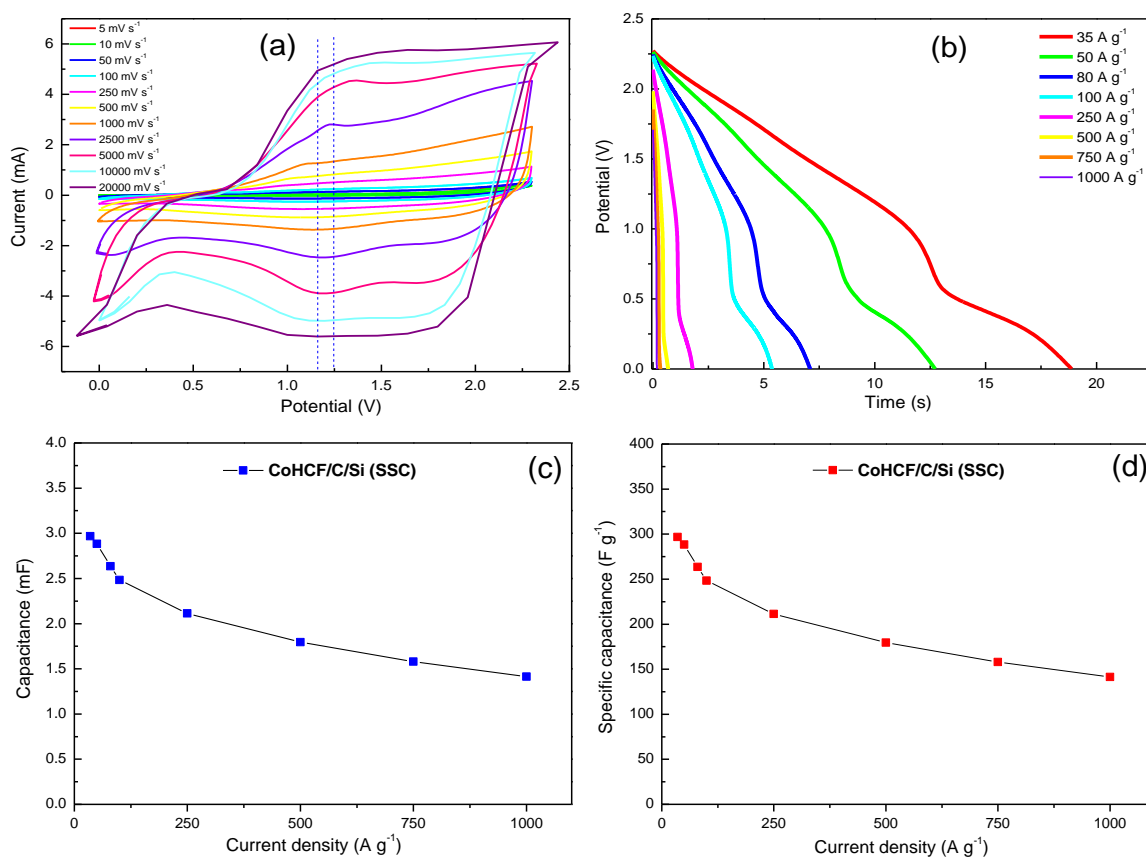 (a)
5 mV s⁻¹
10 mV s⁻¹
50 mV s⁻¹
100 mV s⁻¹
250 mV s⁻¹
500 mV s⁻¹
1000 mV s⁻¹
2500 mV s⁻¹
5000 mV s⁻¹
10000 mV s⁻¹
20000 mV s⁻¹
Current (mA)
6
4
2
0
-2
-4
-6
0.0 0.5 1.0 1.5 2.0 2.5
Potential (V)
(b)
35 A g⁻¹
50 A g⁻¹
80 A g⁻¹
100 A g⁻¹
250 A g⁻¹
500 A g⁻¹
750 A g⁻¹
1000 A g⁻¹
Potential (V)
2.5
2.0
1.5
1.0
0.5
0.0
0 5 10 15 20
Time (s)
(c)
CoHCF/C/Si (SSC)
Capacitance (mF)
4.0
3.5
3.0
2.5
2.0
1.5
1.0
0.5
0.0
0 250 500 750 1000
Current density (A g⁻¹)
(d)
CoHCF/C/Si (SSC)
Specific capacitance (F g⁻¹)
400
350
300
250
200
150
100
50
0
0 250 500 750 1000
Current density (A g⁻¹)